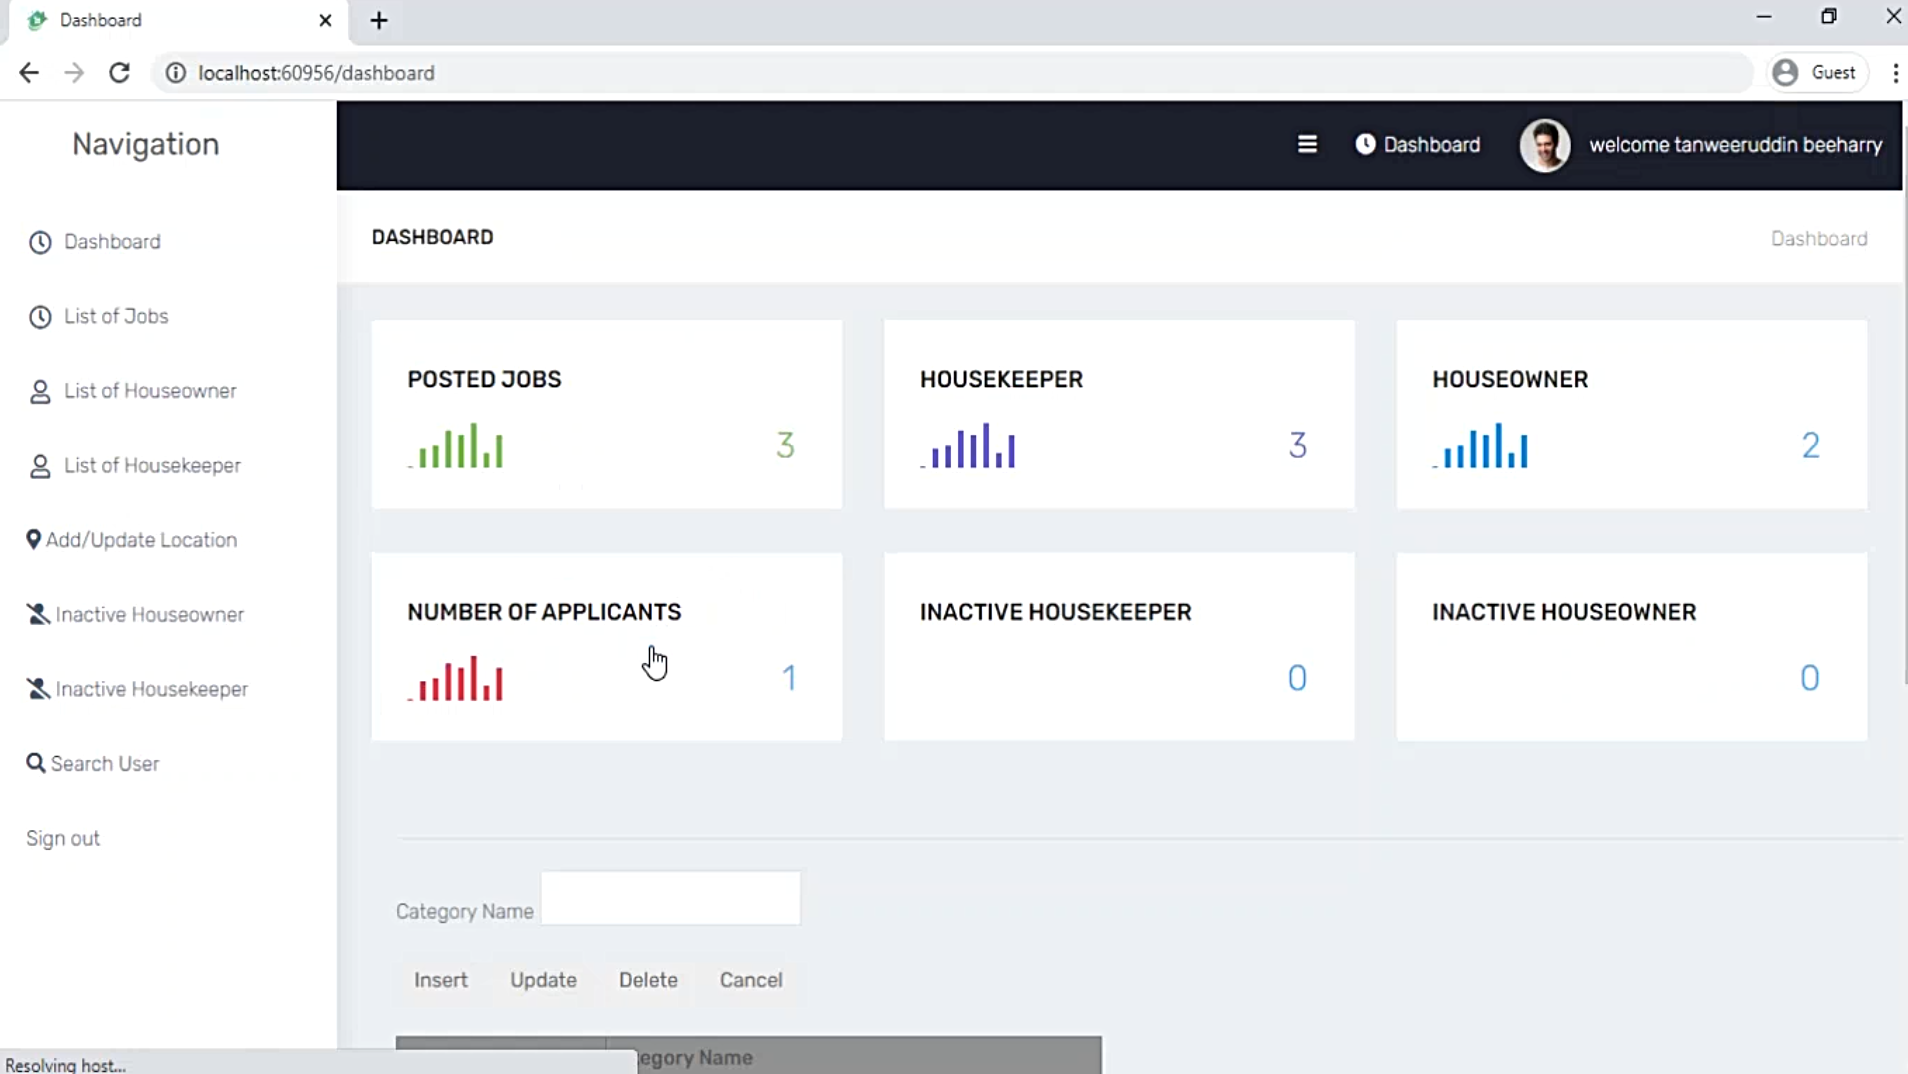 Dashboard
localhost:60956/dashboard
Guest
Navigation
Dashboard
welcome tanweeruddin beeharry
DASHBOARD
Dashboard
Dashboard
List of Jobs
List of Houseowner
List of Housekeeper
Add/Update Location
Inactive Houseowner
Inactive Housekeeper
Search User
Sign out
POSTED JOBS
3
HOUSEKEEPER
3
HOUSEOWNER
2
NUMBER OF APPLICANTS
1
INACTIVE HOUSEKEEPER
0
INACTIVE HOUSEOWNER
0
Category Name
Insert Update Delete Cancel
egory Name
Resolving host...